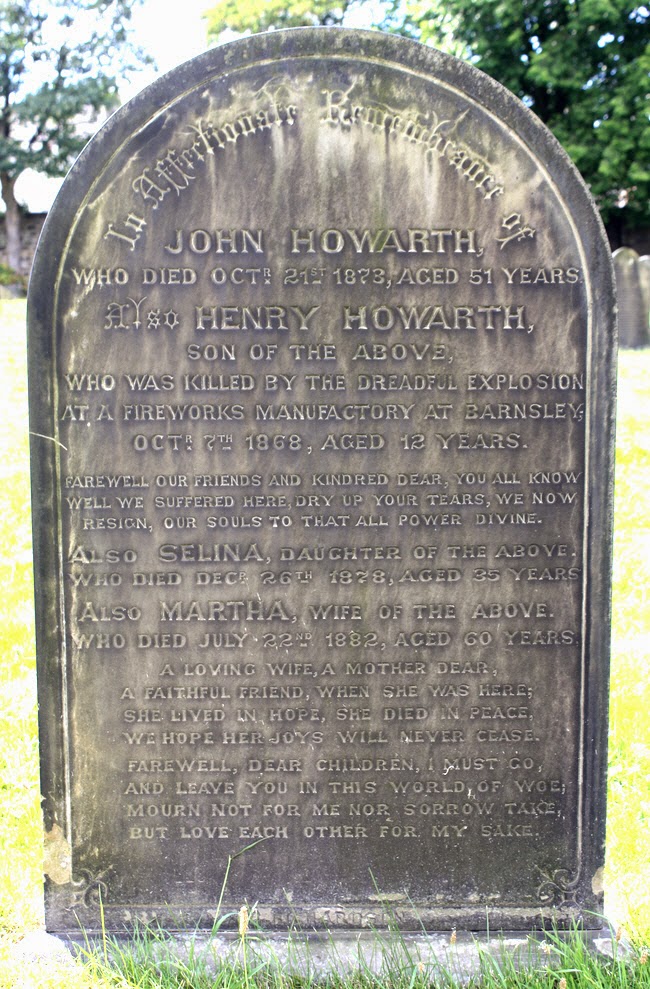 In Affectionate Remembrance of
JOHN HOWARTH,
WHO DIED OCTR. 21ST 1873, AGED 51 YEARS.
Also HENRY HOWARTH,
SON OF THE ABOVE,
WHO WAS KILLED BY THE DREADFUL EXPLOSION
AT A FIREWORKS MANUFACTORY AT BARNSLEY,
OCTR. 7TH 1868, AGED 12 YEARS.
FAREWELL OUR FRIENDS AND KINDRED DEAR, YOU ALL KNOW
WELL WE SUFFERED HERE, DRY UP YOUR TEARS, WE NOW
RESIGN, OUR SOULS TO THAT ALL POWER DIVINE.
ALSO SELINA, DAUGHTER OF THE ABOVE.
WHO DIED DECR. 26TH 1878, AGED 35 YEARS
ALSO MARTHA, WIFE OF THE ABOVE.
WHO DIED JULY 22ND 1882, AGED 60 YEARS.
A LOVING WIFE, A MOTHER DEAR,
A FAITHFUL FRIEND, WHEN SHE WAS HERE;
SHE LIVED IN HOPE, SHE DIED IN PEACE,
WE HOPE HER JOYS WILL NEVER CEASE.
FAREWELL, DEAR CHILDREN, I MUST GO,
AND LEAVE YOU IN THIS WORLD, OF WOE;
MOURN NOT FOR ME NOR SORROW TAKE,
BUT LOVE EACH OTHER FOR MY SAKE.